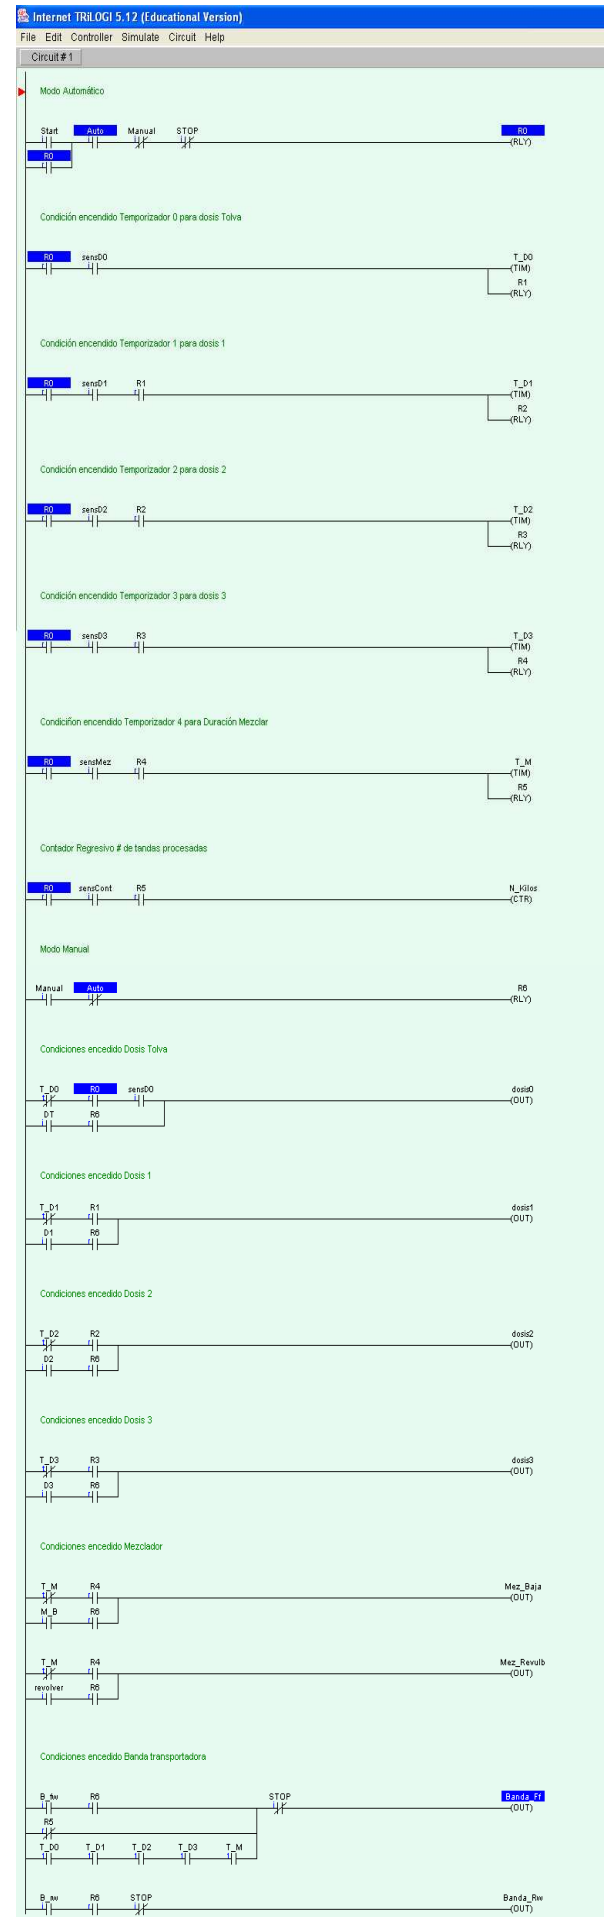 Internet TRiLOGI 5.12 (Educational Version)
File Edit Controller Simulate Circuit Help
Circuit # 1
Modo Automático
Start Auto Manual STOP R0
(RLY)
R0
Condición encendido Temporizador 0 para dosis Tolva
R0 sensD0 T_D0
(TIM)
R1
(RLY)
Condición encendido Temporizador 1 para dosis 1
R0 sensD1 R1 T_D1
(TIM)
R2
(RLY)
Condición encendido Temporizador 2 para dosis 2
R0 sensD2 R2 T_D2
(TIM)
R3
(RLY)
Condición encendido Temporizador 3 para dosis 3
R0 sensD3 R3 T_D3
(TIM)
R4
(RLY)
Condiciñon encendido Temporizador 4 para Duración Mezclar
R0 sensMez R4 T_M
(TIM)
R5
(RLY)
Contador Regresivo # de tandas procesadas
R0 sensCont R5 N_Kilos
(CTR)
Modo Manual
Manual Auto R6
(RLY)
Condiciones encedido Dosis Tolva
T_D0 R0 sensD0 dosis0
(OUT)
DT R6
Condiciones encedido Dosis 1
T_D1 R1 dosis1
(OUT)
D1 R6
Condiciones encedido Dosis 2
T_D2 R2 dosis2
(OUT)
D2 R6
Condiciones encedido Dosis 3
T_D3 R3 dosis3
(OUT)
D3 R6
Condiciones encedido Mezclador
T_M R4 Mez_Baja
(OUT)
M_B R6
T_M R4 Mez_Revulb
(OUT)
revolver R6
Condiciones encedido Banda transportadora
B_fw R6 STOP Banda_Ff
(OUT)
R5
T_D0 T_D1 T_D2 T_D3 T_M
B_rw R6 STOP Banda_Rw
(OUT)